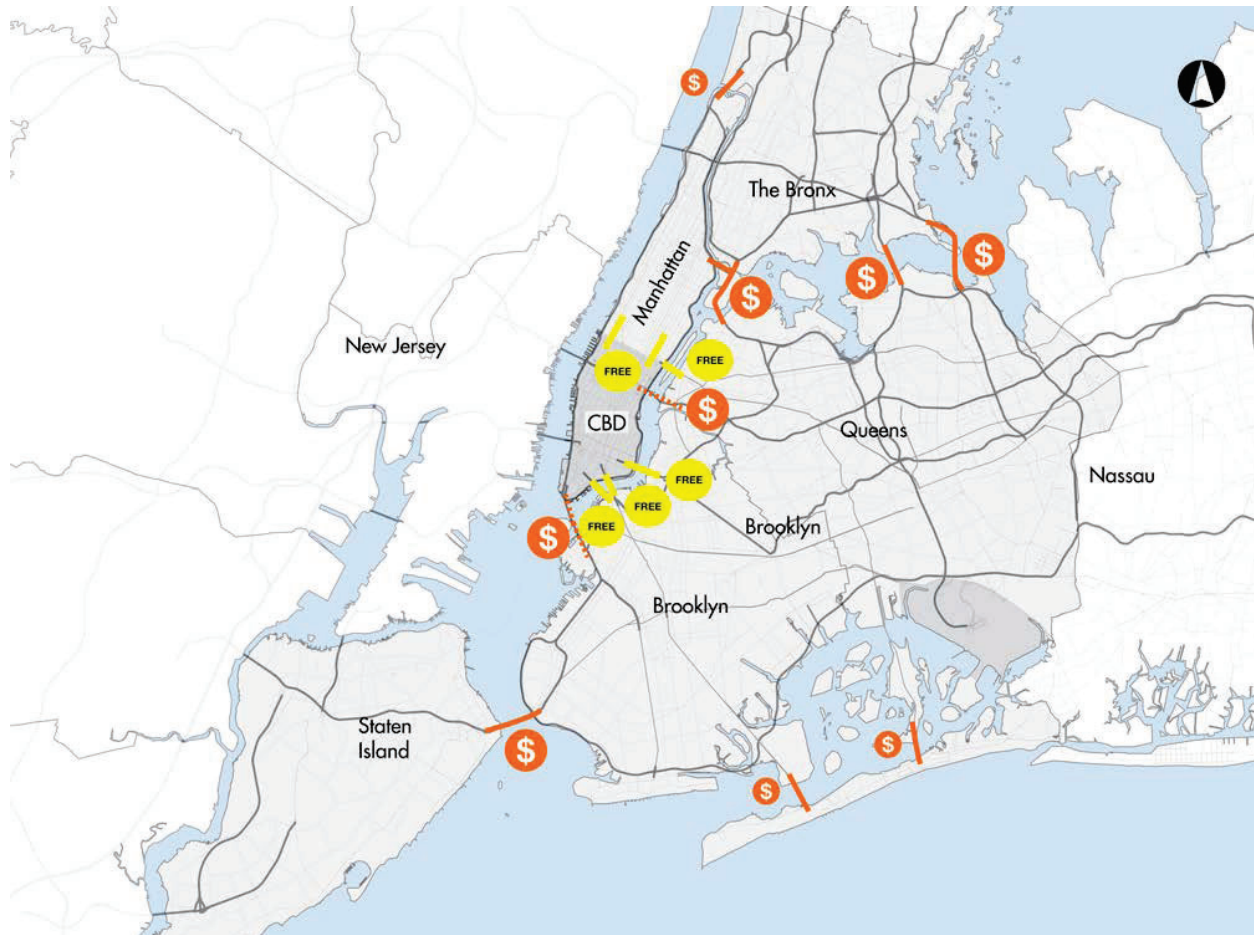 $
The Bronx
$
$
$
Manhattan
New Jersey
FREE
FREE
$
CBD
Queens
Nassau
FREE
FREE
FREE
$
Brooklyn
Brooklyn
Staten
Island
$
$
$